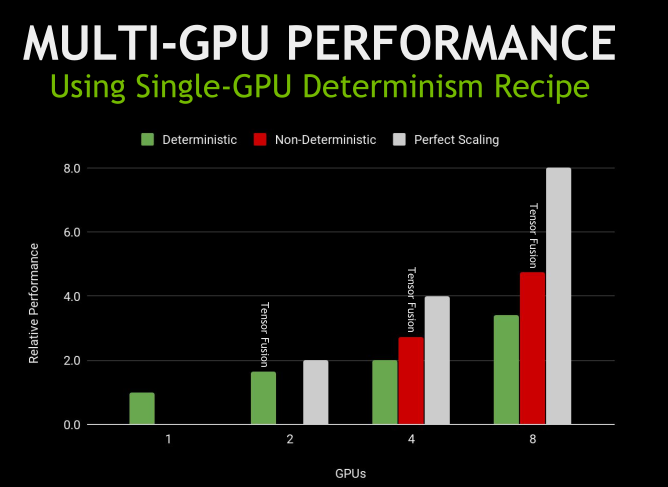 MULTI-GPU PERFORMANCE
Using Single-GPU Determinism Recipe
Deterministic Non-Deterministic Perfect Scaling
8.0
6.0
4.0
2.0
0.0
Relative Performance
Tensor Fusion
Tensor Fusion
Tensor Fusion
1 2 4 8
GPUs